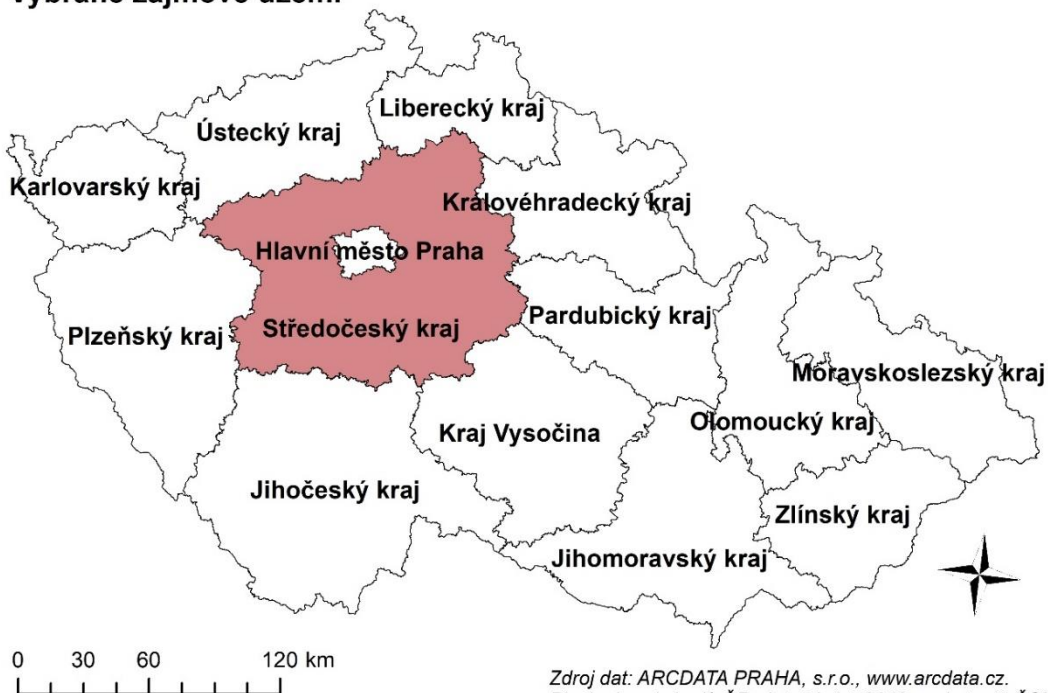 Liberecký kraj
Ústecký kraj
Karlovarský kraj
Královéhradecký kraj
Hlavní město Praha
Pardubický kraj
Středočeský kraj
Plzeňský kraj
Moravskoslezský kraj
Olomoucký kraj
Kraj Vysočina
Jihočeský kraj
Zlínský kraj
Jihomoravský kraj
0 30 60 120 km
Zdroj dat: ARCDATA PRAHA, s.r.o., www.arcdata.cz.